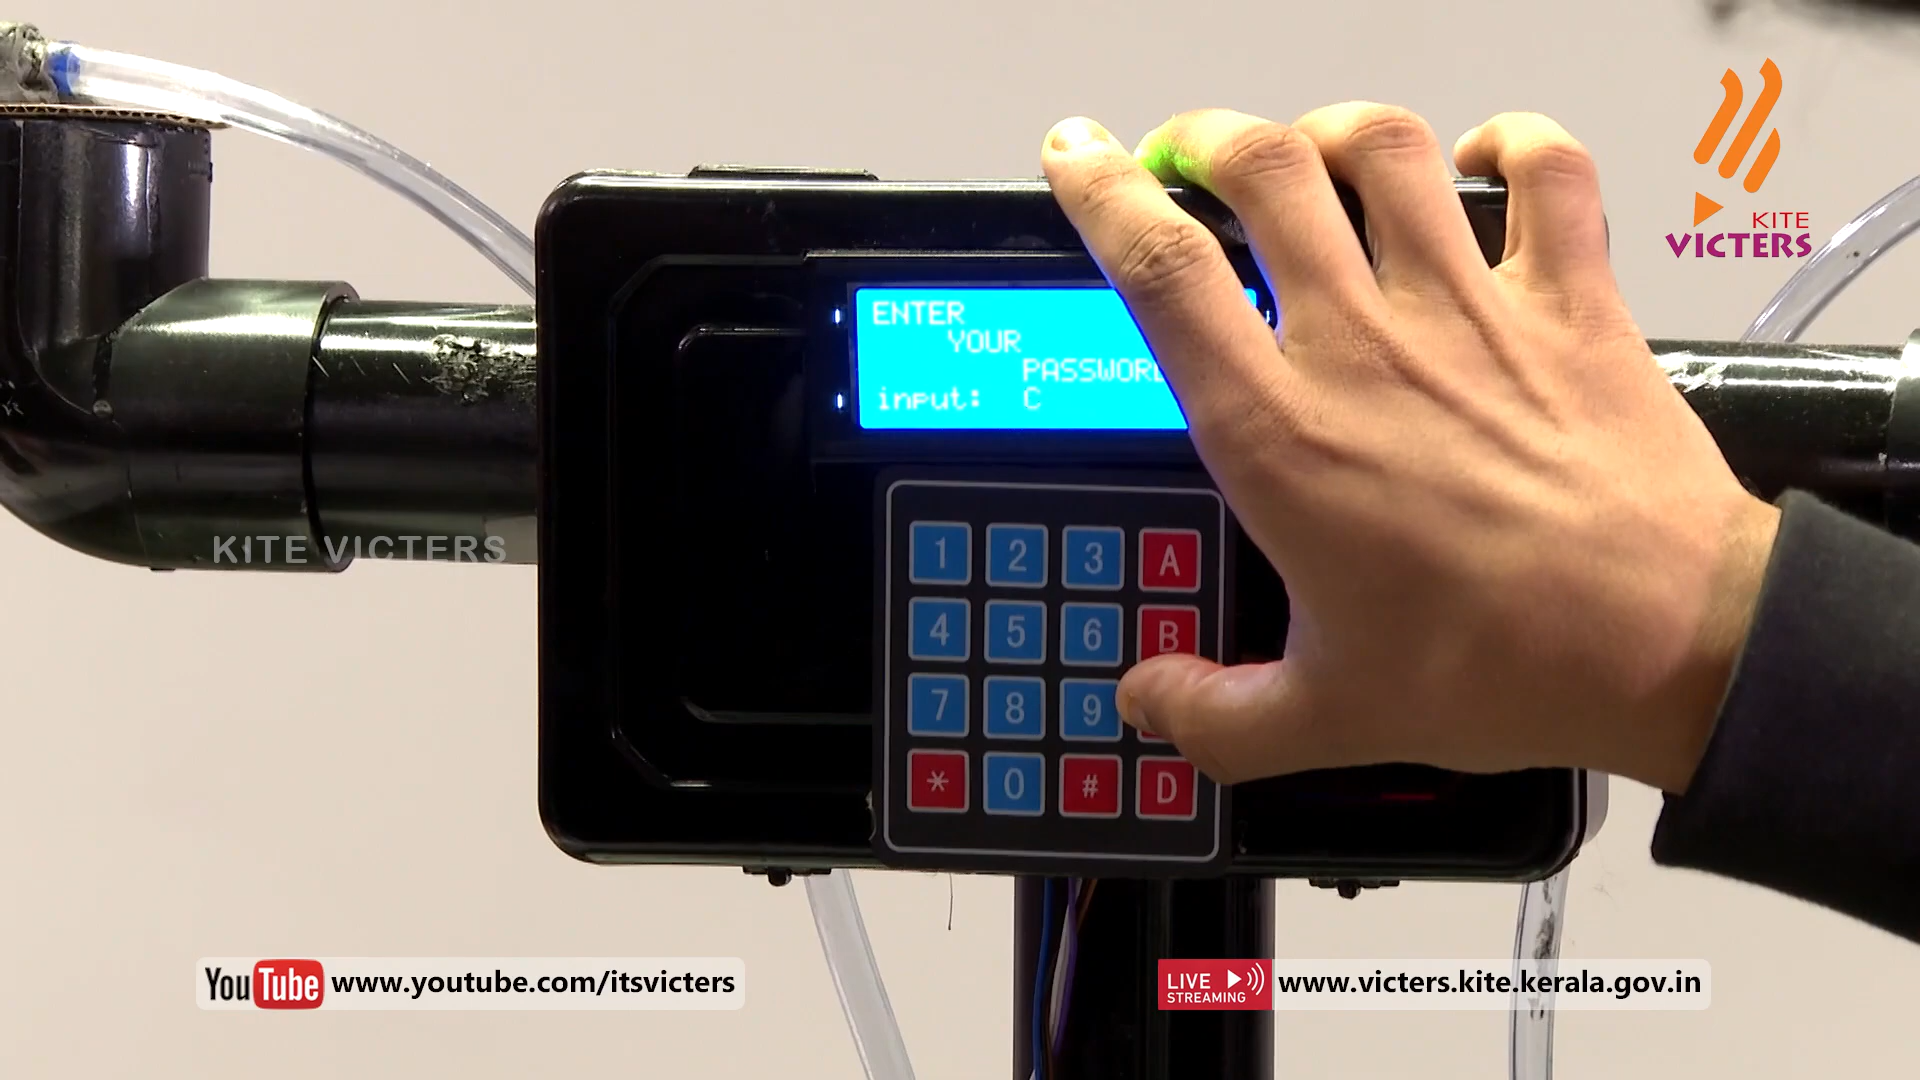 KITE
VICTERS
ENTER
YOUR
PASSWORD
input: C
1 2 3 A
4 5 6 B
7 8 9
* 0 # D
KITE VICTERS
YouTube www.youtube.com/itsvicters
LIVE STREAMING www.victers.kite.kerala.gov.in